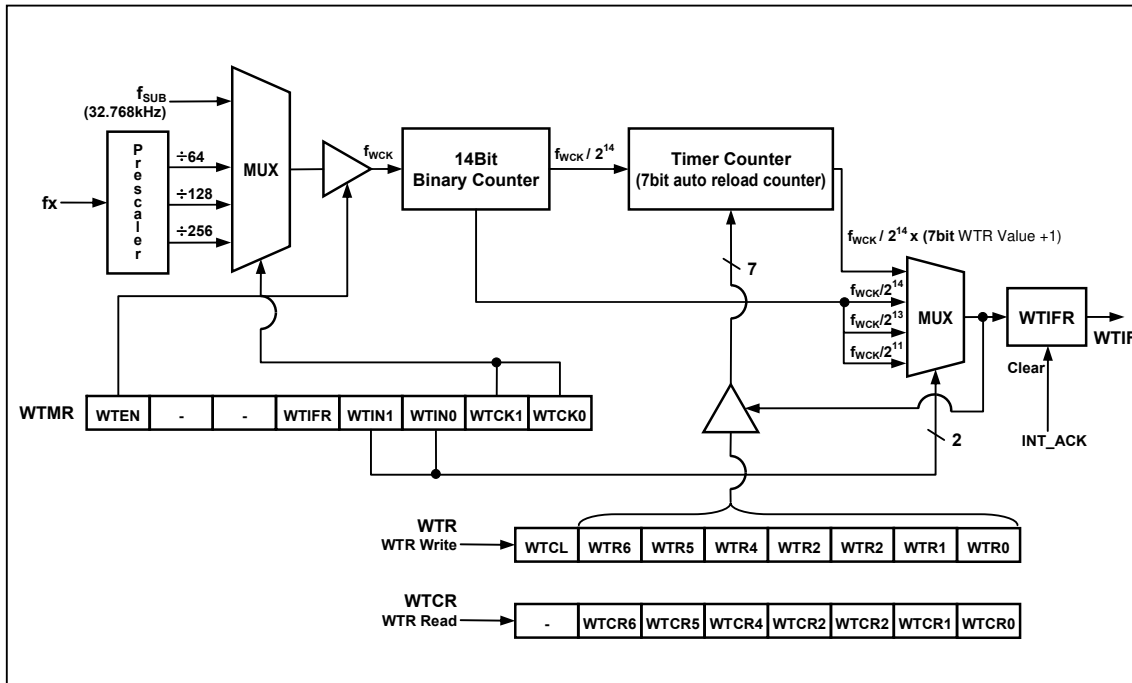 fSUB
(32.768kHz)
Prescaler
fx
÷64
÷128
÷256
MUX
fWCK
14Bit
Binary Counter
fWCK / 2^14
Timer Counter
(7bit auto reload counter)
fWCK / 2^14 x (7bit WTR Value +1)
7
fWCK/2^14
fWCK/2^13
fWCK/2^11
MUX
WTIFR
WTIF
Clear
INT_ACK
2
WTMR
WTEN - - WTIFR WTIN1 WTIN0 WTCK1 WTCK0
WTR
WTR Write
WTCL WTR6 WTR5 WTR4 WTR2 WTR2 WTR1 WTR0
WTCR
WTR Read
- WTCR6 WTCR5 WTCR4 WTCR2 WTCR2 WTCR1 WTCR0